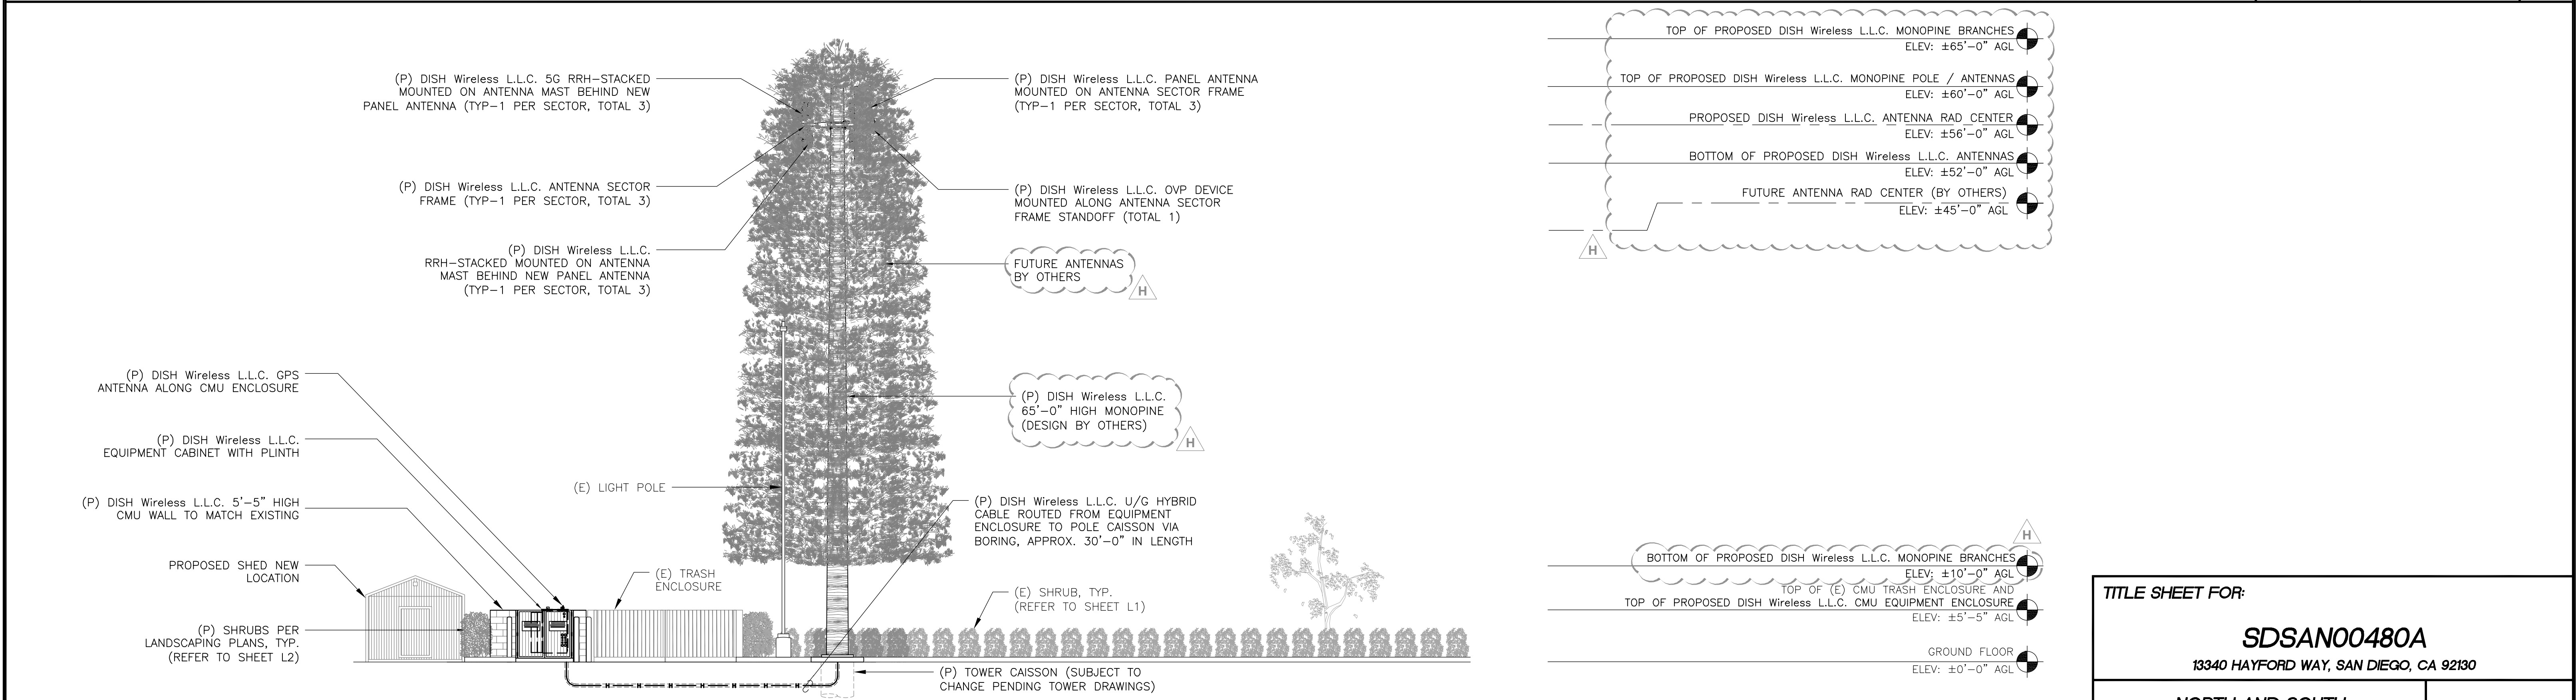 (P) DISH Wireless L.L.C. 5G RRH-STACKED
MOUNTED ON ANTENNA MAST BEHIND NEW
PANEL ANTENNA (TYP-1 PER SECTOR, TOTAL 3)
(P) DISH Wireless L.L.C. ANTENNA SECTOR
FRAME (TYP-1 PER SECTOR, TOTAL 3)
(P) DISH Wireless L.L.C.
RRH-STACKED MOUNTED ON ANTENNA
MAST BEHIND NEW PANEL ANTENNA
(TYP-1 PER SECTOR, TOTAL 3)
(P) DISH Wireless L.L.C. GPS
ANTENNA ALONG CMU ENCLOSURE
(P) DISH Wireless L.L.C.
EQUIPMENT CABINET WITH PLINTH
(P) DISH Wireless L.L.C. 5'-5" HIGH
CMU WALL TO MATCH EXISTING
PROPOSED SHED NEW
LOCATION
(P) SHRUBS PER
LANDSCAPING PLANS, TYP.
(REFER TO SHEET L2)
(E) LIGHT POLE
(E) TRASH
ENCLOSURE
(P) DISH Wireless L.L.C. PANEL ANTENNA
MOUNTED ON ANTENNA SECTOR FRAME
(TYP-1 PER SECTOR, TOTAL 3)
(P) DISH Wireless L.L.C. OVP DEVICE
MOUNTED ALONG ANTENNA SECTOR
FRAME STANDOFF (TOTAL 1)
FUTURE ANTENNAS
BY OTHERS
H
(P) DISH Wireless L.L.C.
65'-0" HIGH MONOPINE
(DESIGN BY OTHERS)
H
(P) DISH Wireless L.L.C. U/G HYBRID
CABLE ROUTED FROM EQUIPMENT
ENCLOSURE TO POLE CAISSON VIA
BORING, APPROX. 30'-0" IN LENGTH
(E) SHRUB, TYP.
(REFER TO SHEET L1)
(P) TOWER CAISSON (SUBJECT TO
CHANGE PENDING TOWER DRAWINGS)
TOP OF PROPOSED DISH Wireless L.L.C. MONOPINE BRANCHES
ELEV: ±65'-0" AGL
TOP OF PROPOSED DISH Wireless L.L.C. MONOPINE POLE / ANTENNAS
ELEV: ±60'-0" AGL
PROPOSED DISH Wireless L.L.C. ANTENNA RAD CENTER
ELEV: ±56'-0" AGL
BOTTOM OF PROPOSED DISH Wireless L.L.C. ANTENNAS
ELEV: ±52'-0" AGL
FUTURE ANTENNA RAD CENTER (BY OTHERS)
ELEV: ±45'-0" AGL
H
H
BOTTOM OF PROPOSED DISH Wireless L.L.C. MONOPINE BRANCHES
ELEV: ±10'-0" AGL
TOP OF (E) CMU TRASH ENCLOSURE AND
TOP OF PROPOSED DISH Wireless L.L.C. CMU EQUIPMENT ENCLOSURE
ELEV: ±5'-5" AGL
GROUND FLOOR
ELEV: ±0'-0" AGL
TITLE SHEET FOR:
SDSAN00480A
13340 HAYFORD WAY, SAN DIEGO, CA 92130
NORTH AND SOUTH